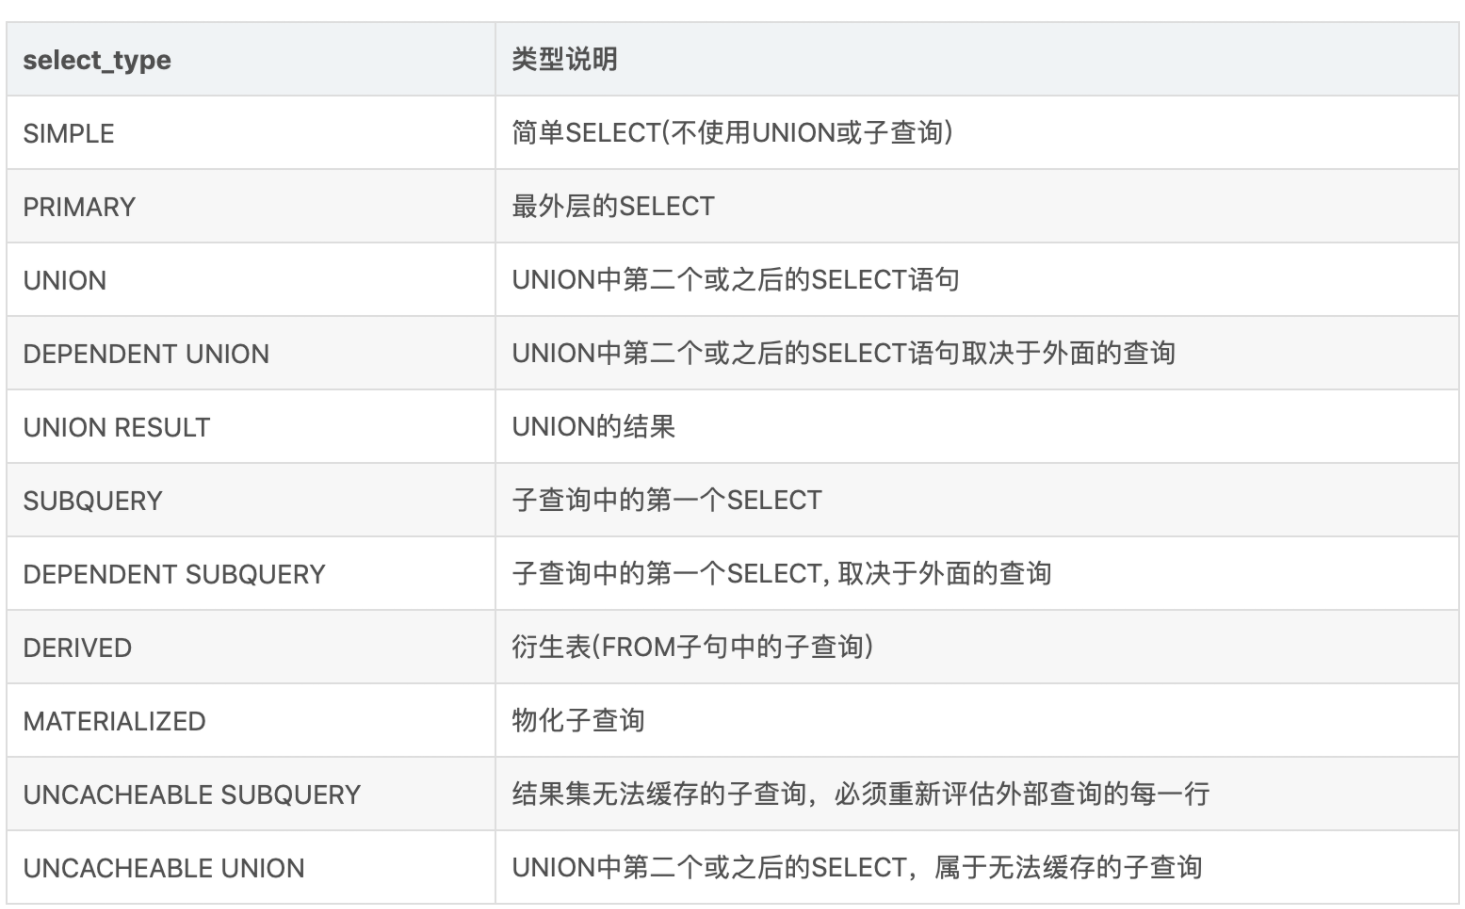 select_type 类型说明
SIMPLE 简单SELECT(不使用UNION或子查询)
PRIMARY 最外层的SELECT
UNION UNION中第二个或之后的SELECT语句
DEPENDENT UNION UNION中第二个或之后的SELECT语句取决于外面的查询
UNION RESULT UNION的结果
SUBQUERY 子查询中的第一个SELECT
DEPENDENT SUBQUERY 子查询中的第一个SELECT, 取决于外面的查询
DERIVED 衍生表(FROM子句中的子查询)
MATERIALIZED 物化子查询
UNCACHEABLE SUBQUERY 结果集无法缓存的子查询，必须重新评估外部查询的每一行
UNCACHEABLE UNION UNION中第二个或之后的SELECT，属于无法缓存的子查询